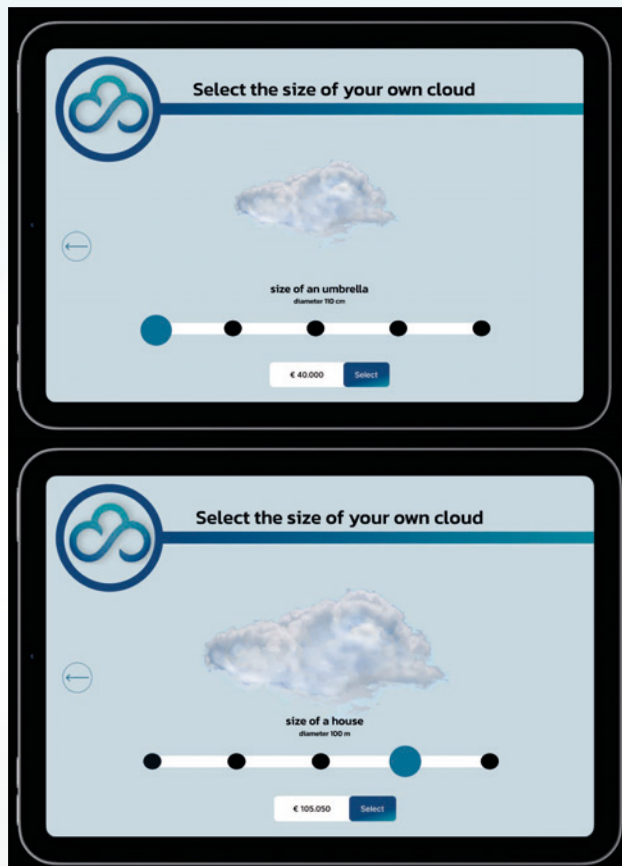 Select the size of your own cloud
size of an umbrella
diameter 110 cm
€ 40.000 Select
Select the size of your own cloud
size of a house
diameter 100 m
€ 105.050 Select